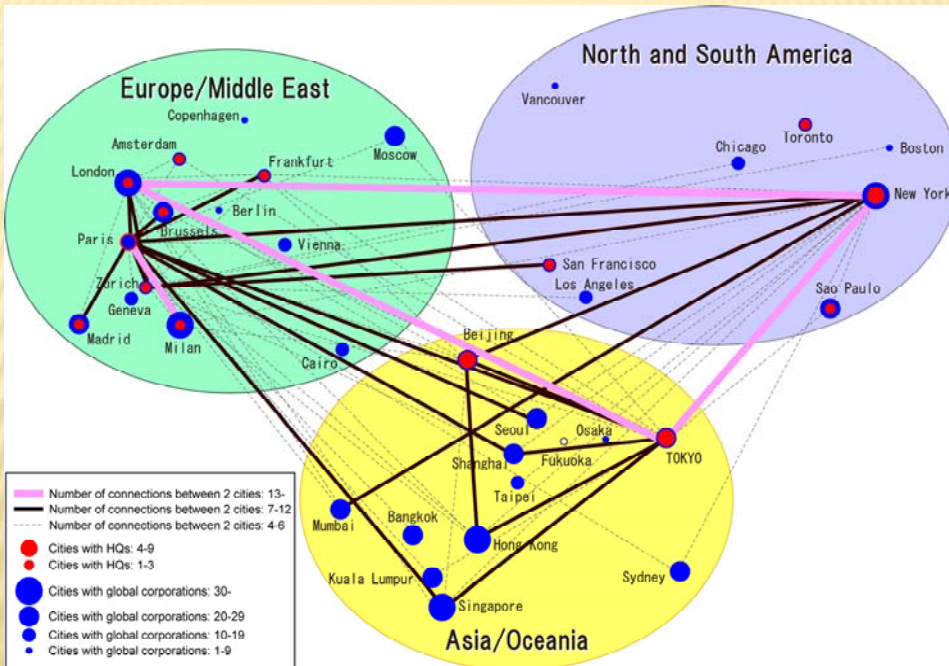 North and South America
Europe/Middle East
Vancouver
Copenhagen
Toronto
Amsterdam
Moscow
Chicago
Boston
Frankfurt
London
New York
Berlin
Brussels
Paris
Vienna
San Francisco
Zürich
Los Angeles
Geneva
Sao Paulo
Madrid
Milan
Beijing
Cairo
Seoul
Osaka
Shanghai
Fukuoka
TOKYO
Taipei
Mumbai
Bangkok
Hong Kong
Kuala Lumpur
Sydney
Singapore
Asia/Oceania
Number of connections between 2 cities: 13-
Number of connections between 2 cities: 7-12
Number of connections between 2 cities: 4-6
Cities with HQs: 4-9
Cities with HQs: 1-3
Cities with global corporations: 30-
Cities with global corporations: 20-29
Cities with global corporations: 10-19
Cities with global corporations: 1-9